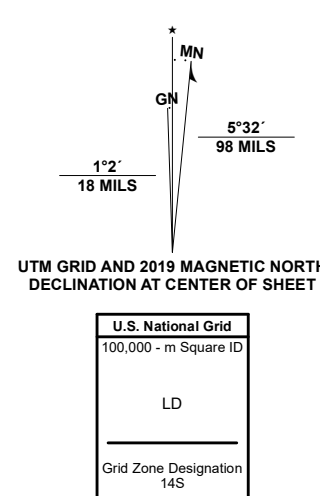 ★
MN
GN
5°32´
98 MILS
1°2´
18 MILS
UTM GRID AND 2019 MAGNETIC NORTH
DECLINATION AT CENTER OF SHEET
U.S. National Grid
100,000 - m Square ID
LD
Grid Zone Designation
14S